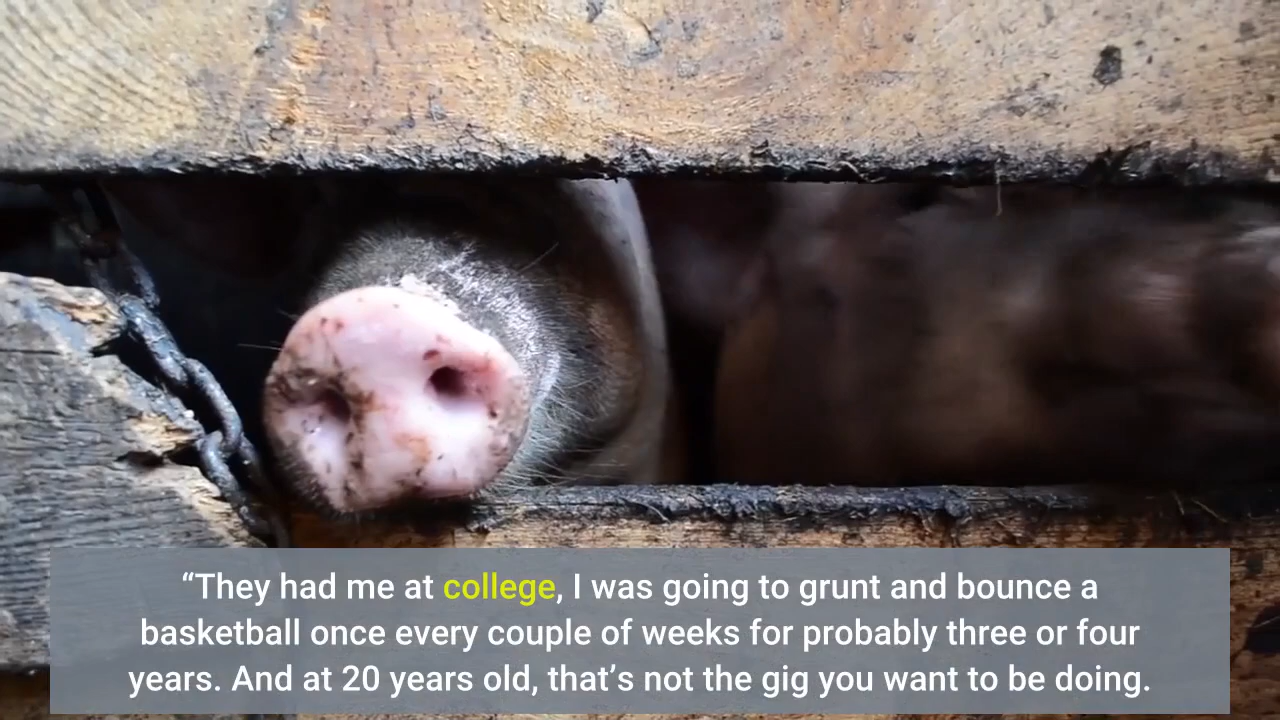 “They had me at college, I was going to grunt and bounce a
basketball once every couple of weeks for probably three or four
years. And at 20 years old, that’s not the gig you want to be doing.